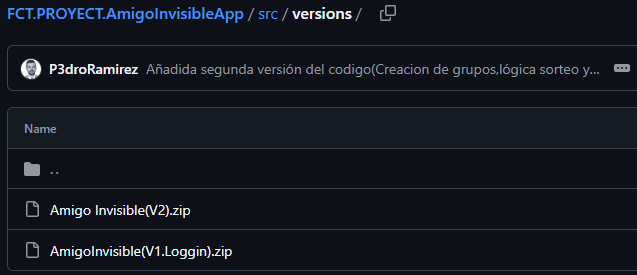 FCT.PROYECT.AmigoInvisibleApp / src / versions /
P3droRamirez Añadida segunda versión del codigo(Creacion de grupos,lógica sorteo y...
Name
..
Amigo Invisible(V2).zip
AmigoInvisible(V1.Loggin).zip